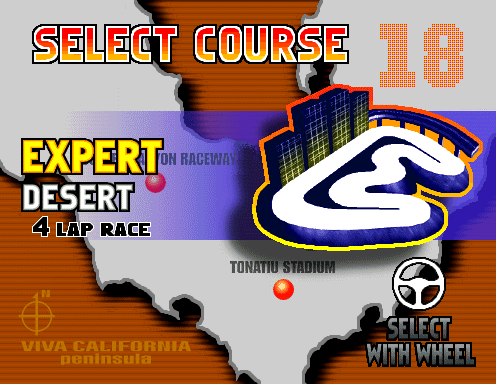 SELECT COURSE
18
EXPERT
ON RACEWAY
DESERT
4 LAP RACE
TONATIU STADIUM
N
SELECT
WITH WHEEL
VIVA CALIFORNIA
peninsula